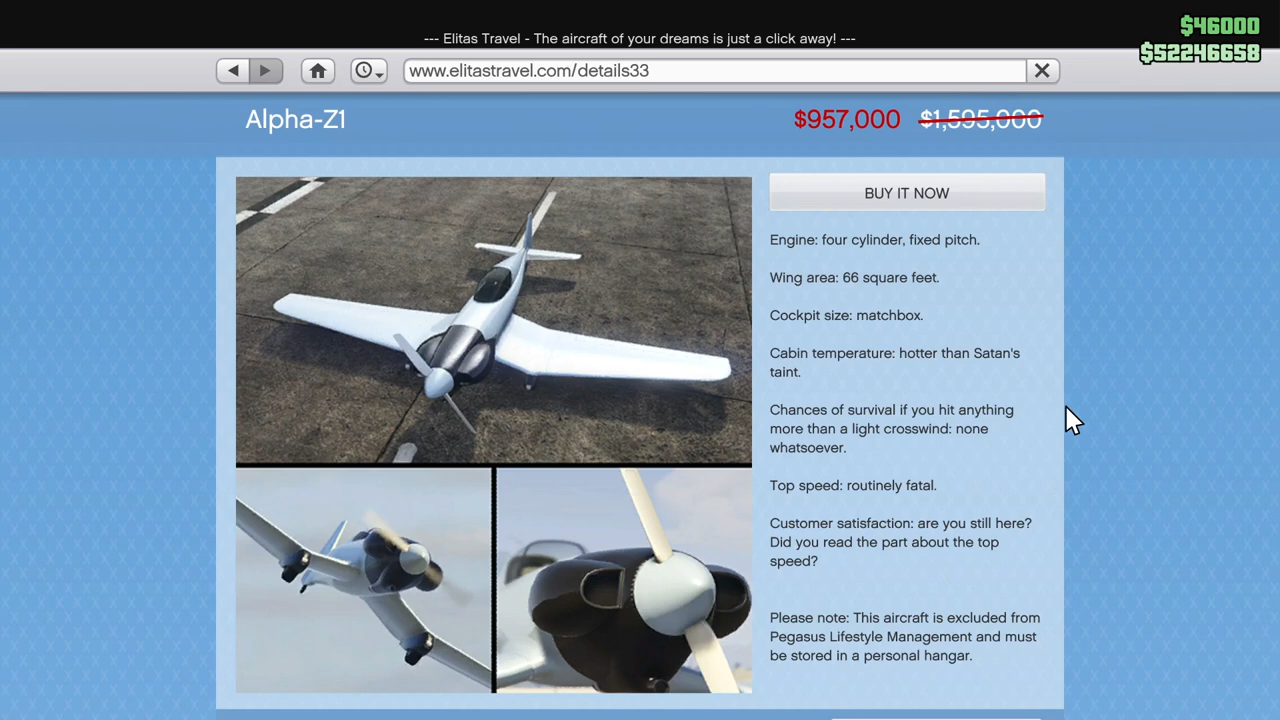 --- Elitas Travel - The aircraft of your dreams is just a click away! ---
$46000
$52246658
www.elitastravel.com/details33
Alpha-Z1
$957,000 $1,595,000
BUY IT NOW
Engine: four cylinder, fixed pitch.
Wing area: 66 square feet.
Cockpit size: matchbox.
Cabin temperature: hotter than Satan's
taint.
Chances of survival if you hit anything
more than a light crosswind: none
whatsoever.
Top speed: routinely fatal.
Customer satisfaction: are you still here?
Did you read the part about the top
speed?
Please note: This aircraft is excluded from
Pegasus Lifestyle Management and must
be stored in a personal hangar.